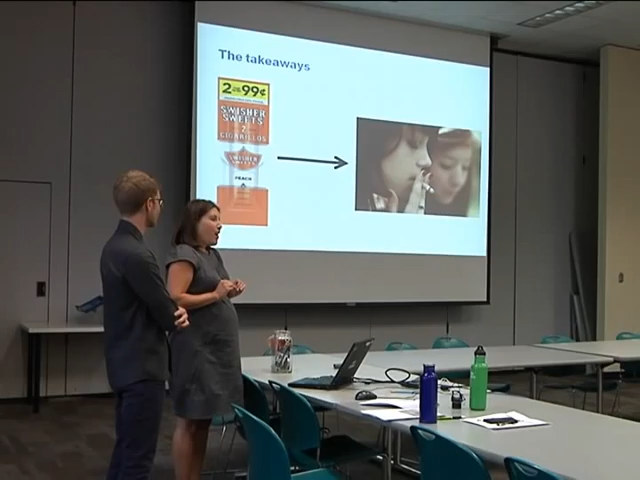 The takeaways
2 FOR 99¢
SWISHER
SWEETS
2
CIGARILLOS
SWISHER
SWEETS
PEACH